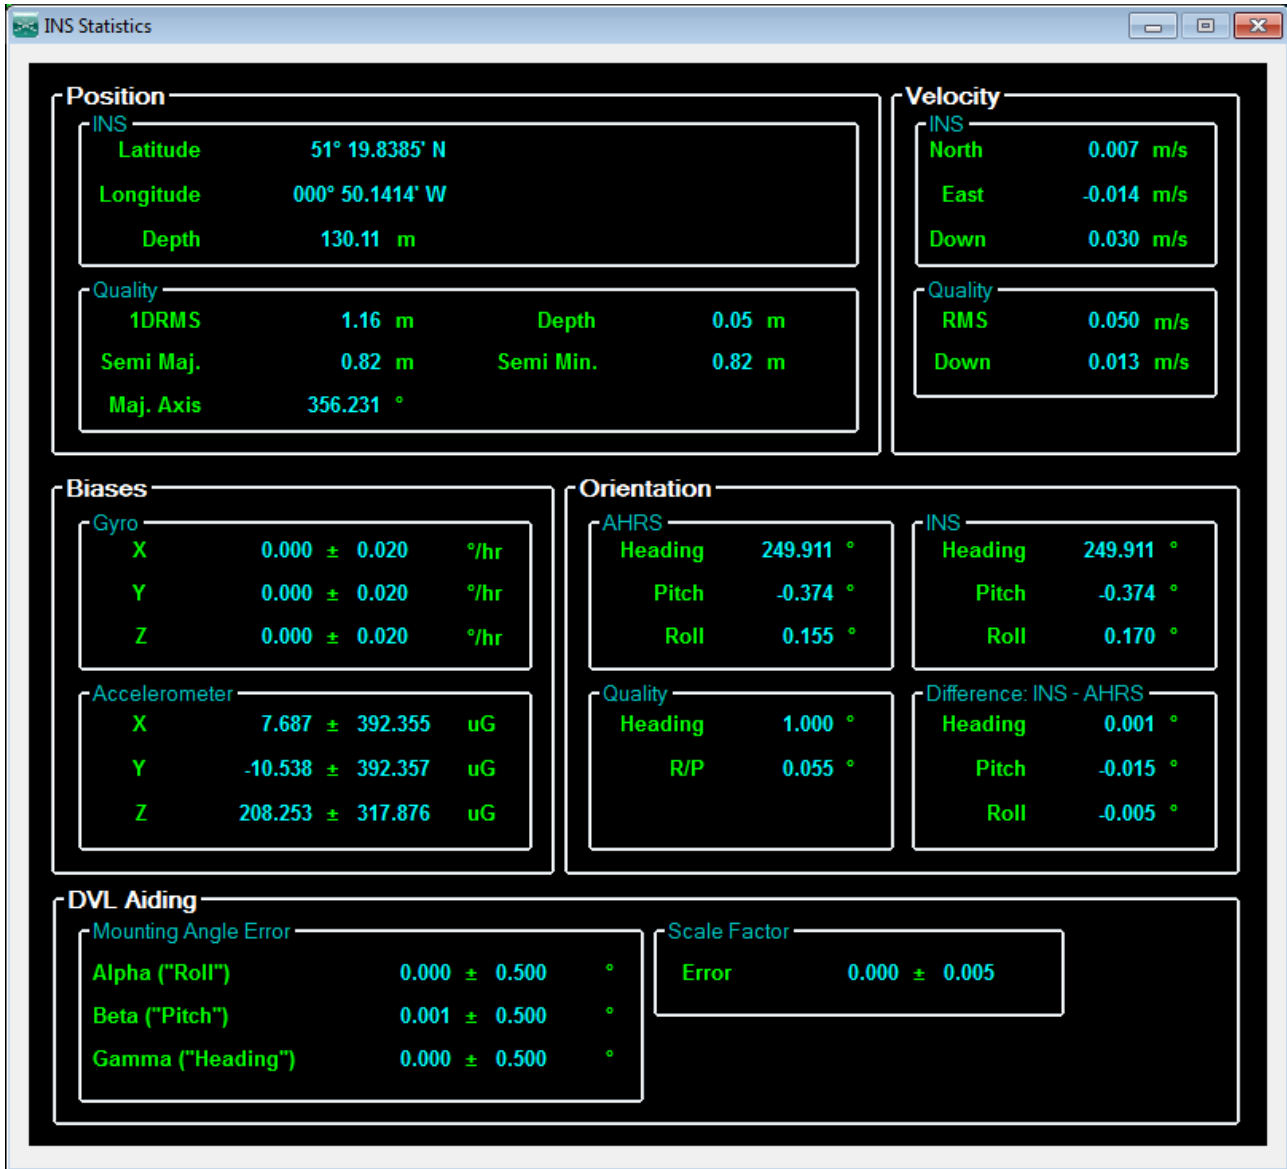 INS Statistics
Position
INS
Latitude 51° 19.8385' N
Longitude 000° 50.1414' W
Depth 130.11 m
Quality
1DRMS 1.16 m Depth 0.05 m
Semi Maj. 0.82 m Semi Min. 0.82 m
Maj. Axis 356.231 °
Velocity
INS
North 0.007 m/s
East -0.014 m/s
Down 0.030 m/s
Quality
RMS 0.050 m/s
Down 0.013 m/s
Biases
Gyro
X 0.000 ± 0.020 °/hr
Y 0.000 ± 0.020 °/hr
Z 0.000 ± 0.020 °/hr
Accelerometer
X 7.687 ± 392.355 uG
Y -10.538 ± 392.357 uG
Z 208.253 ± 317.876 uG
Orientation
AHRS
Heading 249.911 °
Pitch -0.374 °
Roll 0.155 °
INS
Heading 249.911 °
Pitch -0.374 °
Roll 0.170 °
Quality
Heading 1.000 °
R/P 0.055 °
Difference: INS - AHRS
Heading 0.001 °
Pitch -0.015 °
Roll -0.005 °
DVL Aiding
Mounting Angle Error
Alpha ("Roll") 0.000 ± 0.500 °
Beta ("Pitch") 0.001 ± 0.500 °
Gamma ("Heading") 0.000 ± 0.500 °
Scale Factor
Error 0.000 ± 0.005